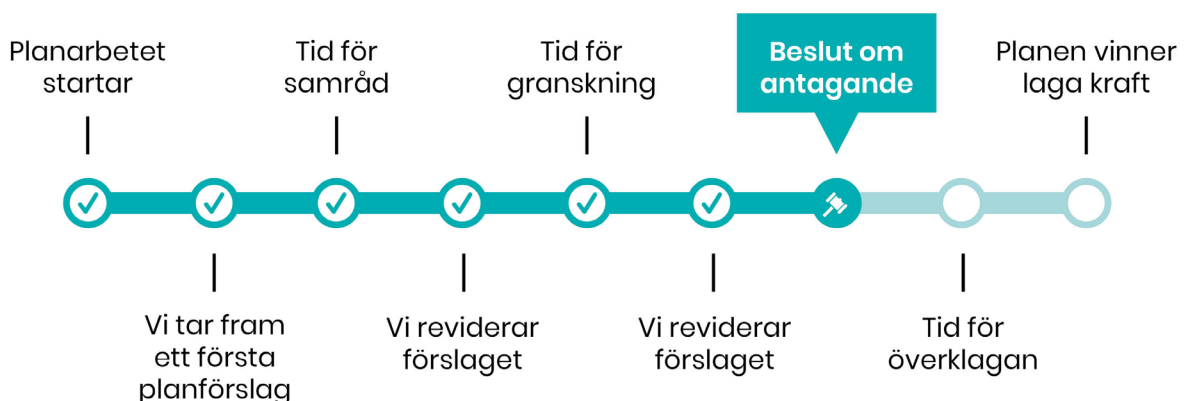 Planarbetet
startar
Tid för
samråd
Tid för
granskning
Beslut om
antagande
Planen vinner
laga kraft
Vi tar fram
ett första
planförslag
Vi reviderar
förslaget
Vi reviderar
förslaget
Tid för
överklagan